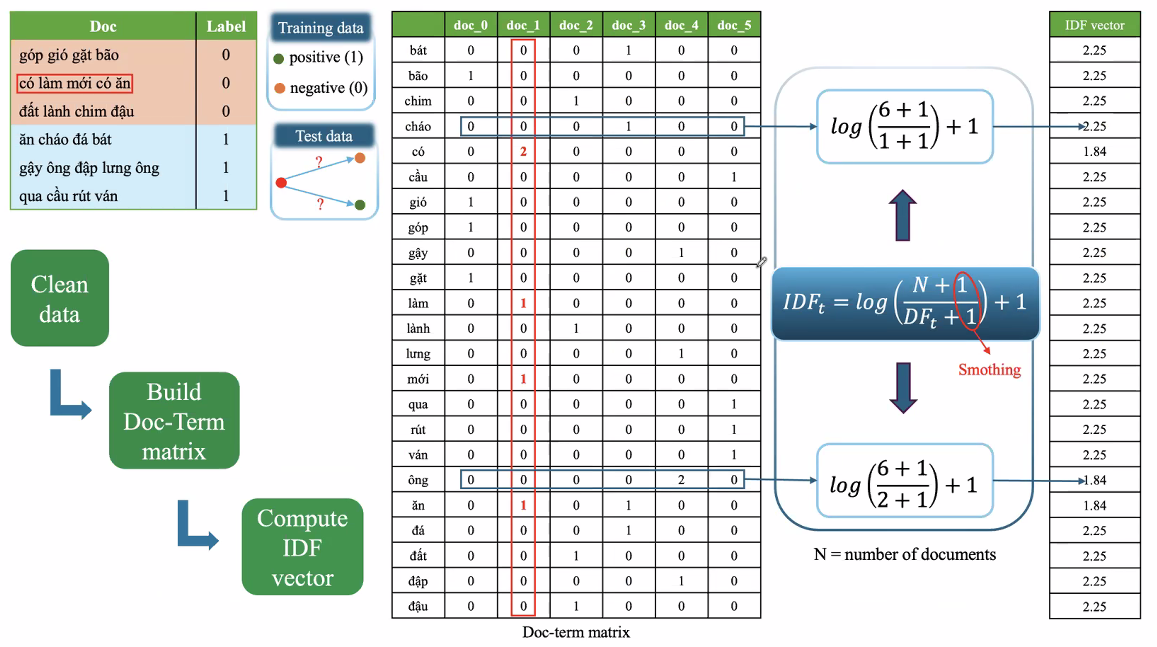 Doc Label
góp gió gặt bão 0
có làm mới có ăn 0
đất lành chim đậu 0
ăn cháo đá bát 1
gậy ông đập lưng ông 1
qua cầu rút ván 1
Training data
positive (1)
negative (0)
Test data
?
?
Clean
data
Build
Doc-Term
matrix
Compute
IDF
vector
doc_0 doc_1 doc_2 doc_3 doc_4 doc_5
bát 0 0 0 1 0 0
bão 1 0 0 0 0 0
chim 0 0 1 0 0 0
cháo 0 0 0 1 0 0
có 0 2 0 0 0 0
cầu 0 0 0 0 0 1
gió 1 0 0 0 0 0
góp 1 0 0 0 0 0
gậy 0 0 0 0 1 0
gặt 1 0 0 0 0 0
làm 0 1 0 0 0 0
lành 0 0 1 0 0 0
lưng 0 0 0 0 1 0
mới 0 1 0 0 0 0
qua 0 0 0 0 0 1
rút 0 0 0 0 0 1
ván 0 0 0 0 0 1
ông 0 0 0 0 2 0
ăn 0 1 0 1 0 0
đá 0 0 0 1 0 0
đất 0 0 1 0 0 0
đập 0 0 0 0 1 0
đậu 0 0 1 0 0 0
Doc-term matrix
log(6 + 1 / 1 + 1) + 1
IDFt = log(N + 1 / DFt + 1) + 1
Smothing
log(6 + 1 / 2 + 1) + 1
N = number of documents
IDF vector
2.25
2.25
2.25
2.25
1.84
2.25
2.25
2.25
2.25
2.25
2.25
2.25
2.25
2.25
2.25
2.25
2.25
1.84
1.84
2.25
2.25
2.25
2.25